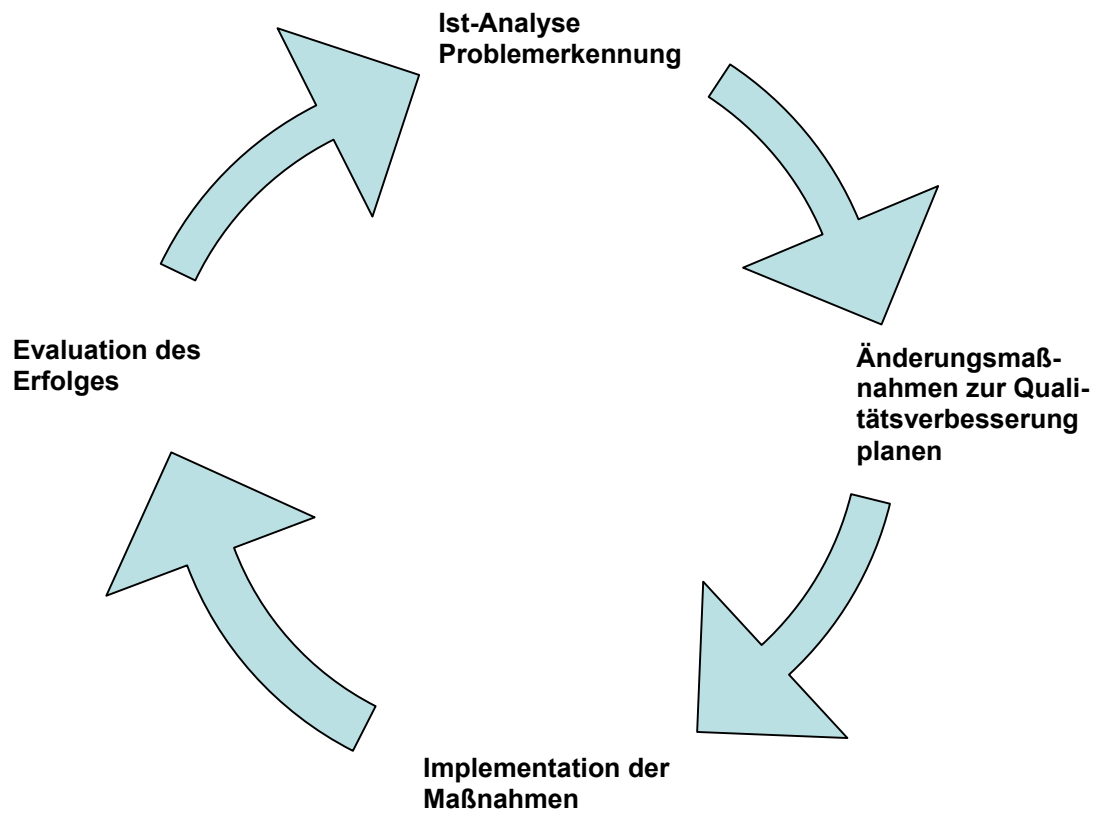 Ist-Analyse
Problemerkennung
Änderungsmaß-
nahmen zur Quali-
tätsverbesserung
planen
Implementation der
Maßnahmen
Evaluation des
Erfolges